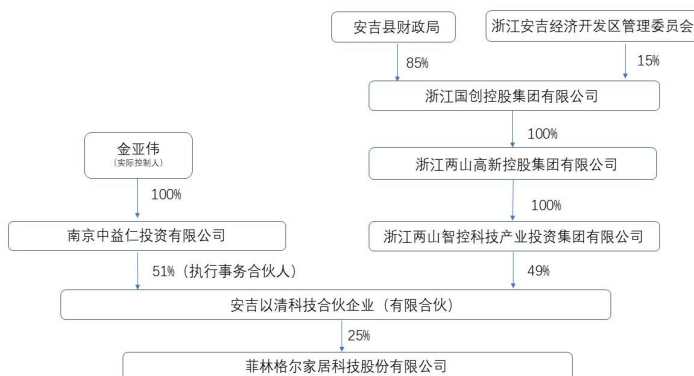 安吉县财政局
浙江安吉经济开发区管理委员会
85%
15%
浙江国创控股集团有限公司
100%
金亚伟
（实际控制人）
浙江两山高新控股集团有限公司
100%
100%
南京中益仁投资有限公司
浙江两山智控科技产业投资集团有限公司
51%（执行事务合伙人）
49%
安吉以清科技合伙企业（有限合伙）
25%
菲林格尔家居科技股份有限公司